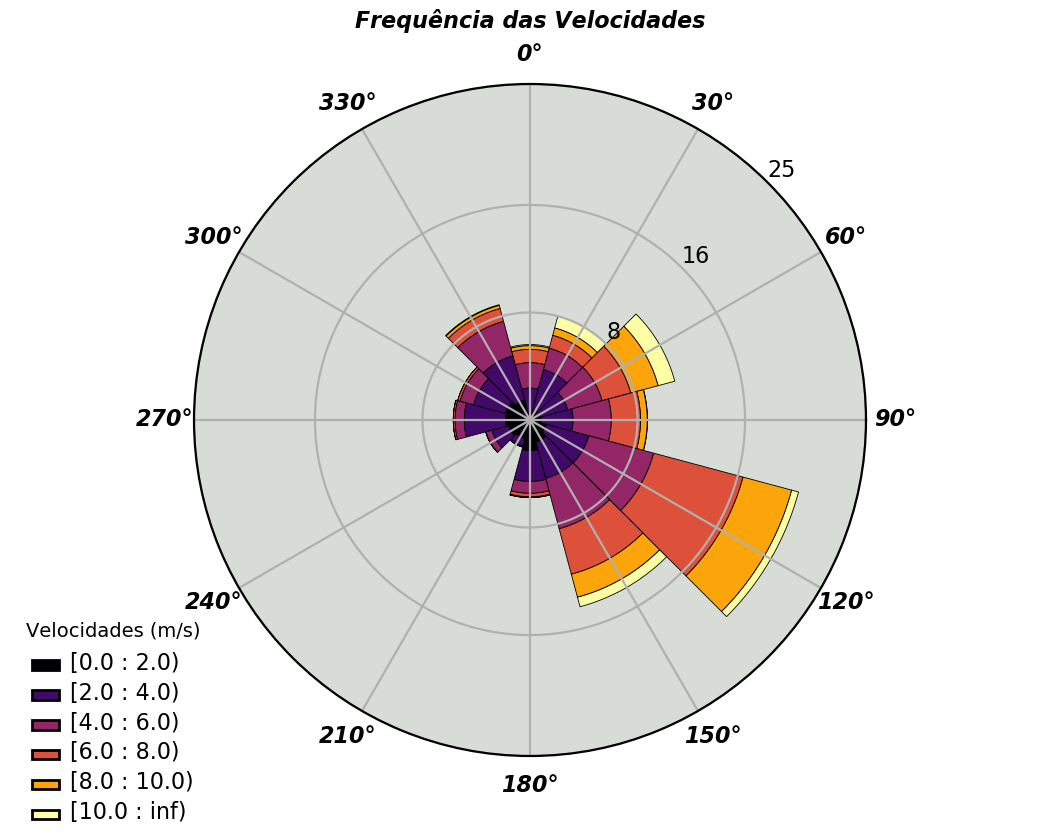 Frequência das Velocidades
0°
330°
30°
25
300°
60°
16
8
270°
90°
240°
120°
210°
150°
180°
Velocidades (m/s)
[0.0 : 2.0)
[2.0 : 4.0)
[4.0 : 6.0)
[6.0 : 8.0)
[8.0 : 10.0)
[10.0 : inf)